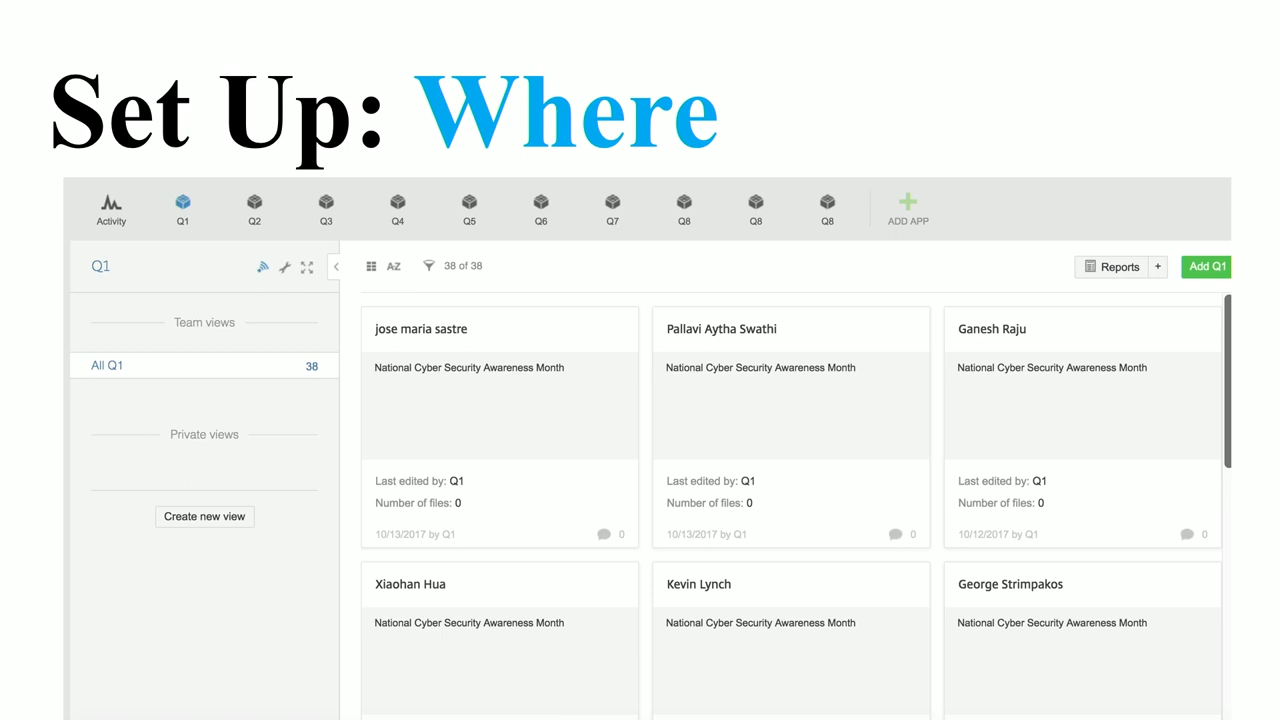 Set Up: Where
Activity Q1 Q2 Q3 Q4 Q5 Q6 Q7 Q8 Q8 Q8 ADD APP
Q1
A-Z 38 of 38 Reports + Add Q1
Team views
All Q1 38
Private views
Create new view
jose maria sastre Pallavi Aytha Swathi Ganesh Raju
National Cyber Security Awareness Month National Cyber Security Awareness Month National Cyber Security Awareness Month
Last edited by: Q1 Last edited by: Q1 Last edited by: Q1
Number of files: 0 Number of files: 0 Number of files: 0
10/13/2017 by Q1 0 10/13/2017 by Q1 0 10/12/2017 by Q1 0
Xiaohan Hua Kevin Lynch George Strimpakos
National Cyber Security Awareness Month National Cyber Security Awareness Month National Cyber Security Awareness Month